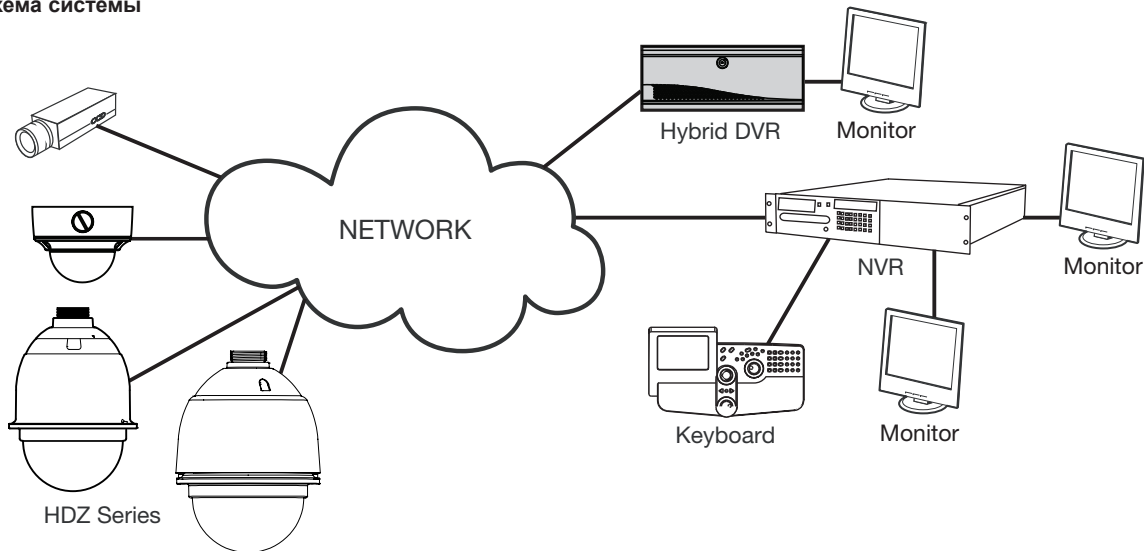 хема системы
Hybrid DVR
Monitor
NETWORK
NVR
Monitor
Keyboard
Monitor
HDZ Series